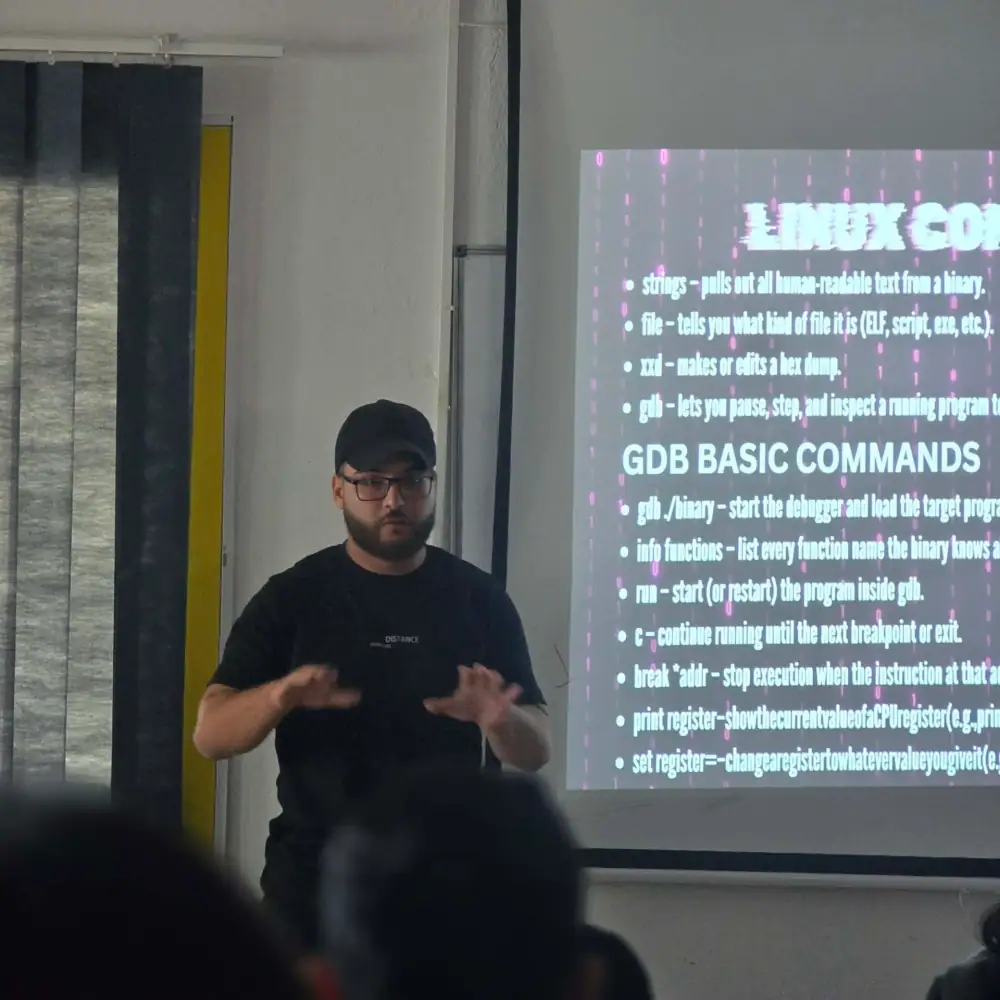 LINUX CO
• strings – pulls out all human-readable text from a binary.
• file – tells you what kind of file it is (ELF, script, exe, etc.).
• xxd – makes or edits a hex dump.
• gdb – lets you pause, step, and inspect a running program
GDB BASIC COMMANDS
• gdb ./binary – start the debugger and load the target
• info functions – list every function name the binary knows
• run – start (or restart) the program inside gdb.
• c – continue running until the next breakpoint or exit.
• break *addr – stop execution when the instruction at that
• print register–showthecurrentvalueofaCPUregister(e.g.,prin
• set register=–changearegistertowhatevervalueyougiveit(e.
DISTANCE